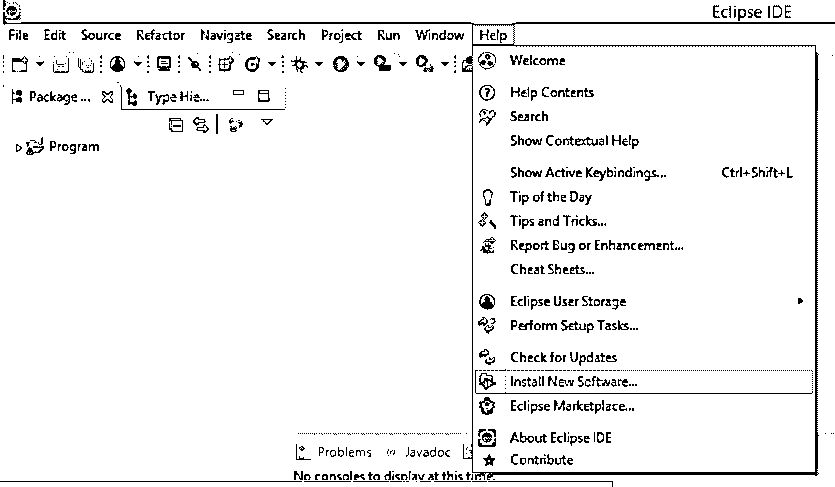 Eclipse IDE
File Edit Source Refactor Navigate Search Project Run Window Help
Package ... Type Hie...
Program
Welcome
Help Contents
Search
Show Contextual Help
Show Active Keybindings... Ctrl+Shift+L
Tip of the Day
Tips and Tricks...
Report Bug or Enhancement...
Cheat Sheets...
Eclipse User Storage
Perform Setup Tasks...
Check for Updates
Install New Software...
Eclipse Marketplace...
About Eclipse IDE
Contribute
Problems Javadoc
No consoles to display at this time.